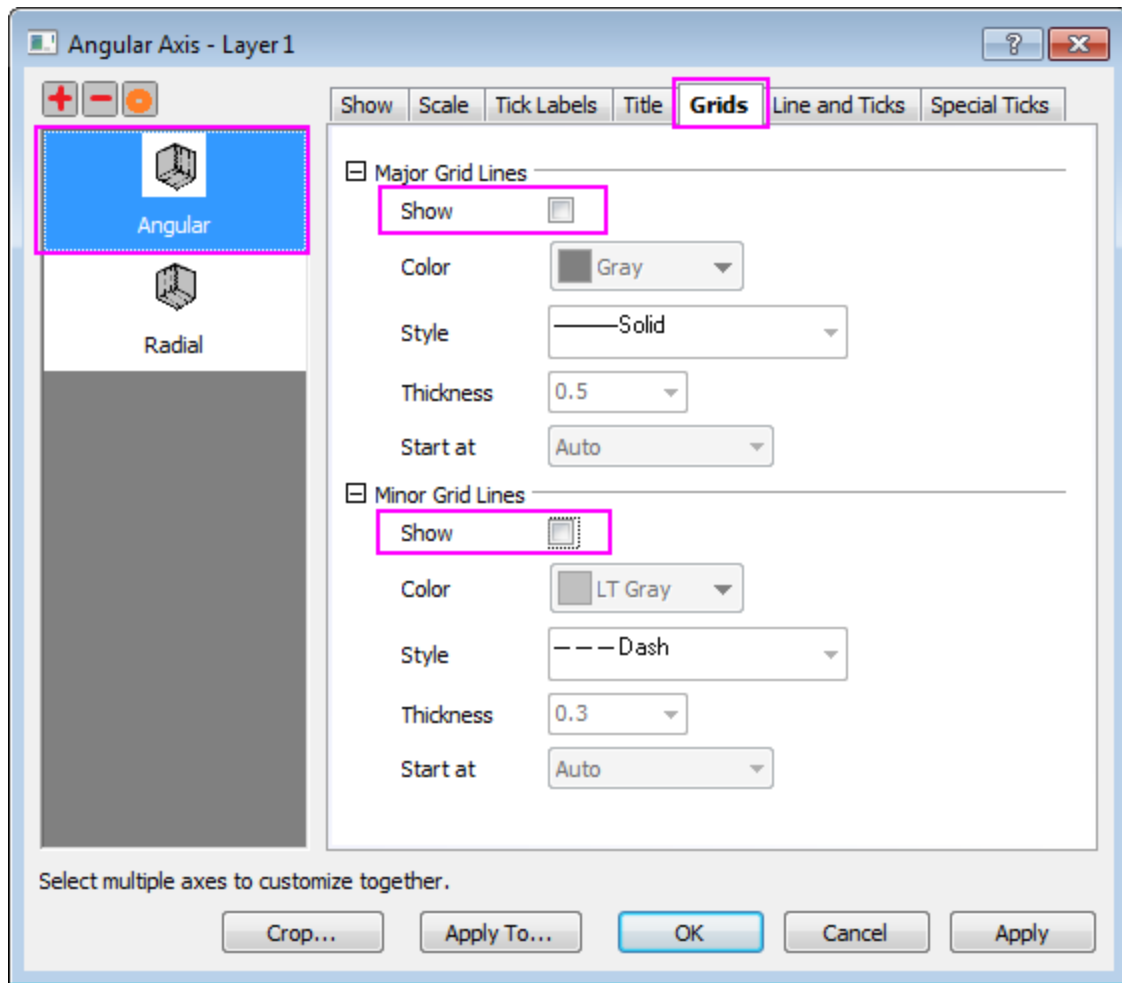 Angular Axis - Layer 1
Show Scale Tick Labels Title Grids Line and Ticks Special Ticks
Angular
Radial
Major Grid Lines
Show
Color Gray
Style Solid
Thickness 0.5
Start at Auto
Minor Grid Lines
Show
Color LT Gray
Style Dash
Thickness 0.3
Start at Auto
Select multiple axes to customize together.
Crop... Apply To... OK Cancel Apply